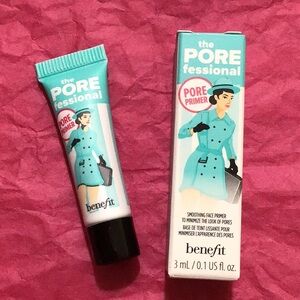 the
PORE
fessional
PORE
PRIMER
benefit
the
PORE
fessional
PORE
PRIMER
SMOOTHING FACE PRIMER
TO MINIMIZE THE LOOK OF PORES
BASE DE TEINT LISSANTE POUR
MINIMISER L'APPARENCE DES PORES
benefit
3 mL / 0.1 US fl. oz.